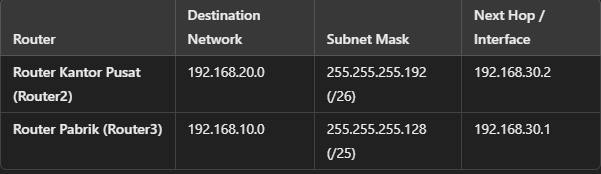 Router Destination Network Subnet Mask Next Hop / Interface
Router Kantor Pusat (Router2) 192.168.20.0 255.255.255.192 (/26) 192.168.30.2
Router Pabrik (Router3) 192.168.10.0 255.255.255.128 (/25) 192.168.30.1